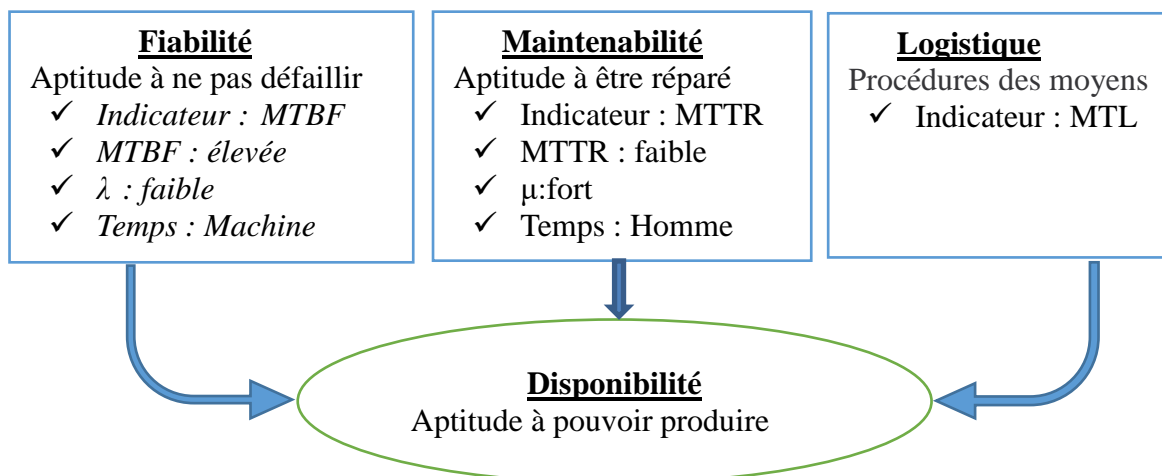 Fiabilité
Aptitude à ne pas défaillir
✓ Indicateur : MTBF
✓ MTBF : élevée
✓ λ : faible
✓ Temps : Machine
Maintenabilité
Aptitude à être réparé
✓ Indicateur : MTTR
✓ MTTR : faible
✓ µ:fort
✓ Temps : Homme
Logistique
Procédures des moyens
✓ Indicateur : MTL
Disponibilité
Aptitude à pouvoir produire